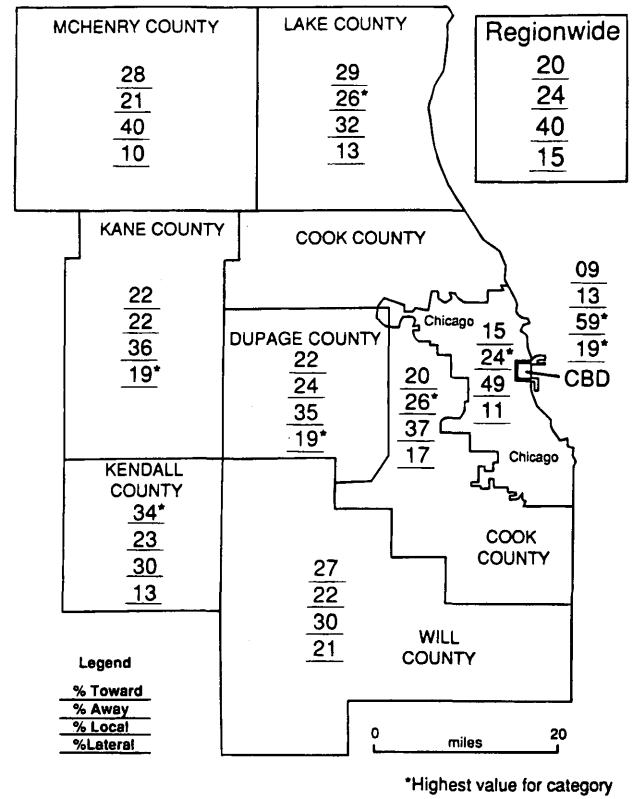 MCHENRY COUNTY
28
21
40
10
LAKE COUNTY
29
26*
32
13
Regionwide
20
24
40
15
KANE COUNTY
22
22
36
19*
COOK COUNTY
DUPAGE COUNTY
22
24
35
19*
20
26*
37
17
Chicago
15
24*
49
11
09
13
59*
19*
CBD
Chicago
KENDALL
COUNTY
34*
23
30
13
COOK
COUNTY
27
22
30
21
WILL
COUNTY
Legend
% Toward
% Away
% Local
%Lateral
0 20
miles
*Highest value for category